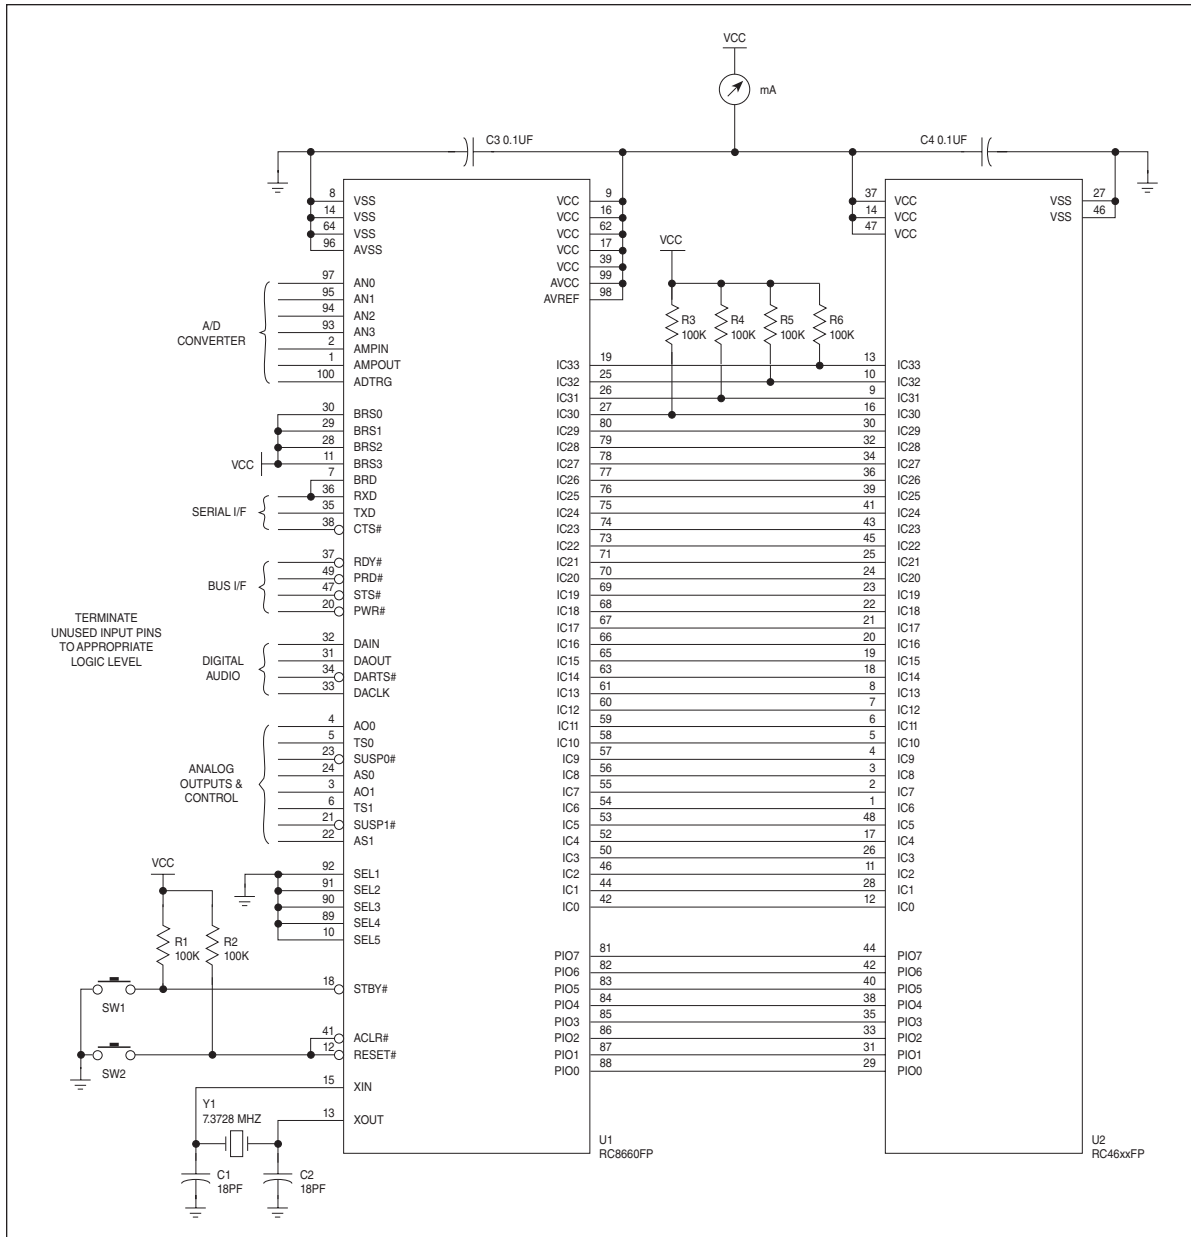 VCC
mA
C3 0.1UF
C4 0.1UF
8 VSS
14 VSS
64 VSS
96 AVSS
9 VCC
16 VCC
62 VCC
17 VCC
39 VCC
99 AVCC
98 AVREF
37 VCC
14 VCC
47 VCC
27 VSS
46 VSS
VCC
R3 100K
R4 100K
R5 100K
R6 100K
A/D
CONVERTER
97 AN0
95 AN1
94 AN2
93 AN3
2 AMPIN
1 AMPOUT
100 ADTRG
VCC
30 BRS0
29 BRS1
28 BRS2
11 BRS3
7 BRD
SERIAL I/F
36 RXD
35 TXD
38 CTS#
BUS I/F
37 RDY#
49 PRD#
47 STS#
20 PWR#
TERMINATE
UNUSED INPUT PINS
TO APPROPRIATE
LOGIC LEVEL
DIGITAL
AUDIO
32 DAIN
31 DAOUT
34 DARTS#
33 DACLK
ANALOG
OUTPUTS &
CONTROL
4 AO0
5 TS0
23 SUSP0#
24 AS0
3 AO1
6 TS1
21 SUSP1#
22 AS1
92 SEL1
91 SEL2
90 SEL3
89 SEL4
10 SEL5
VCC
R1 100K
R2 100K
18 STBY#
SW1
41 ACLR#
12 RESET#
SW2
15 XIN
13 XOUT
Y1
7.3728 MHZ
C1
18PF
C2
18PF
IC33 19 13 IC33
IC32 25 10 IC32
IC31 26 9 IC31
IC30 27 16 IC30
IC29 80 30 IC29
IC28 79 32 IC28
IC27 78 34 IC27
IC26 77 36 IC26
IC25 76 39 IC25
IC24 75 41 IC24
IC23 74 43 IC23
IC22 73 45 IC22
IC21 71 25 IC21
IC20 70 24 IC20
IC19 69 23 IC19
IC18 68 22 IC18
IC17 67 21 IC17
IC16 66 20 IC16
IC15 65 19 IC15
IC14 63 18 IC14
IC13 61 8 IC13
IC12 60 7 IC12
IC11 59 6 IC11
IC10 58 5 IC10
IC9 57 4 IC9
IC8 56 3 IC8
IC7 55 2 IC7
IC6 54 1 IC6
IC5 53 48 IC5
IC4 52 17 IC4
IC3 50 26 IC3
IC2 46 11 IC2
IC1 44 28 IC1
IC0 42 12 IC0
PIO7 81 44 PIO7
PIO6 82 42 PIO6
PIO5 83 40 PIO5
PIO4 84 38 PIO4
PIO3 85 35 PIO3
PIO2 86 33 PIO2
PIO1 87 31 PIO1
PIO0 88 29 PIO0
U1
RC8660FP
U2
RC46xxFP